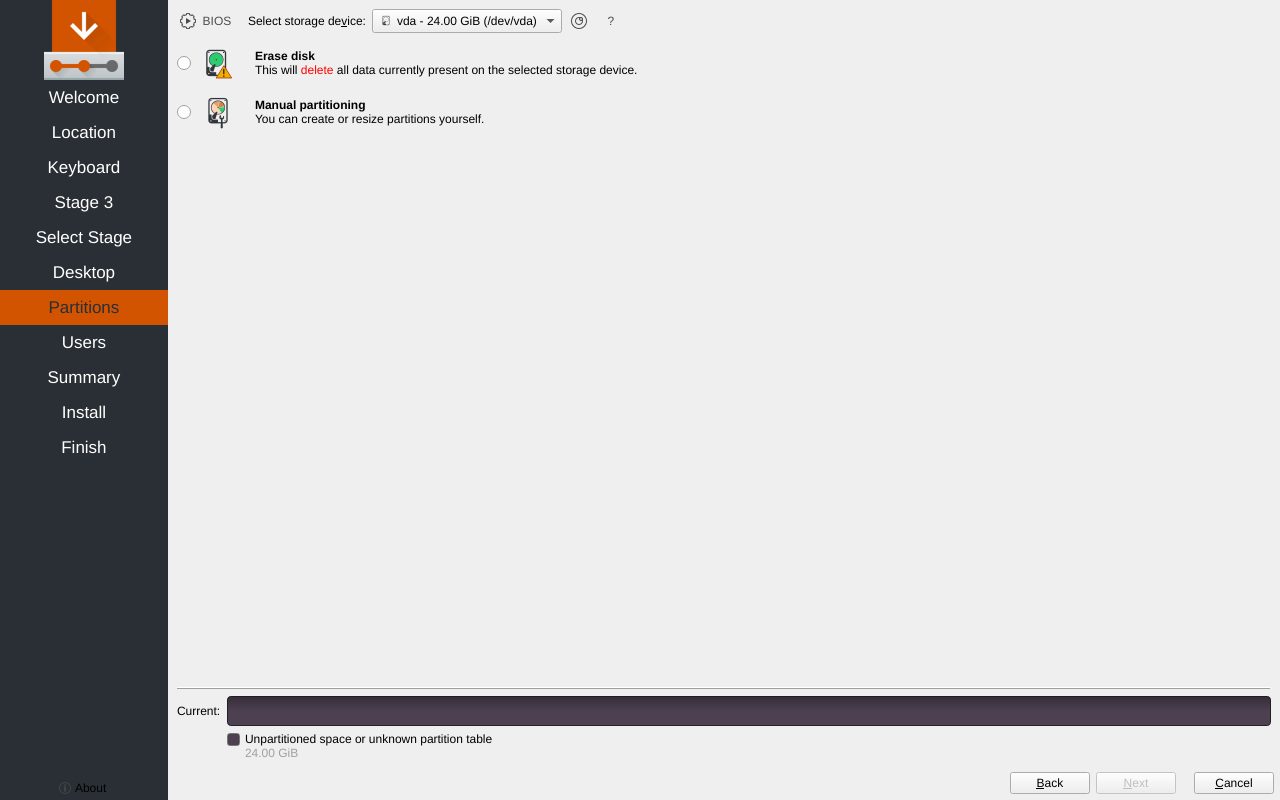 BIOS Select storage device: vda - 24.00 GiB (/dev/vda) ?
Erase disk
This will delete all data currently present on the selected storage device.
Manual partitioning
You can create or resize partitions yourself.
Welcome
Location
Keyboard
Stage 3
Select Stage
Desktop
Partitions
Users
Summary
Install
Finish
About
Current:
Unpartitioned space or unknown partition table
24.00 GiB
Back Next Cancel